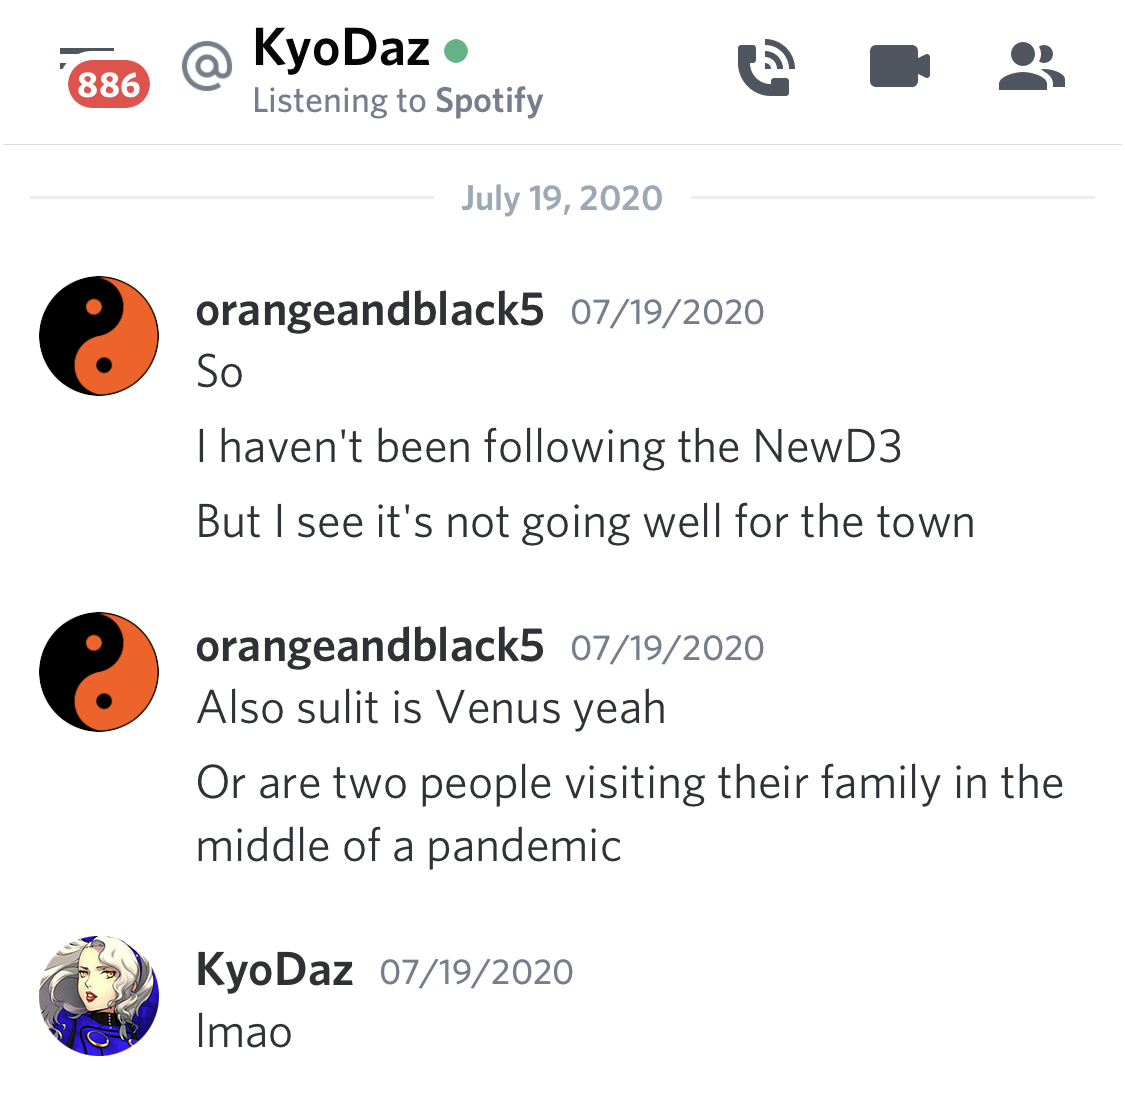 KyoDaz
886
@
Listening to Spotify
July 19, 2020
orangeandblack5 07/19/2020
So
I haven't been following the NewD3
But I see it's not going well for the town
orangeandblack5 07/19/2020
Also sulit is Venus yeah
Or are two people visiting their family in the
middle of a pandemic
KyoDaz 07/19/2020
lmao